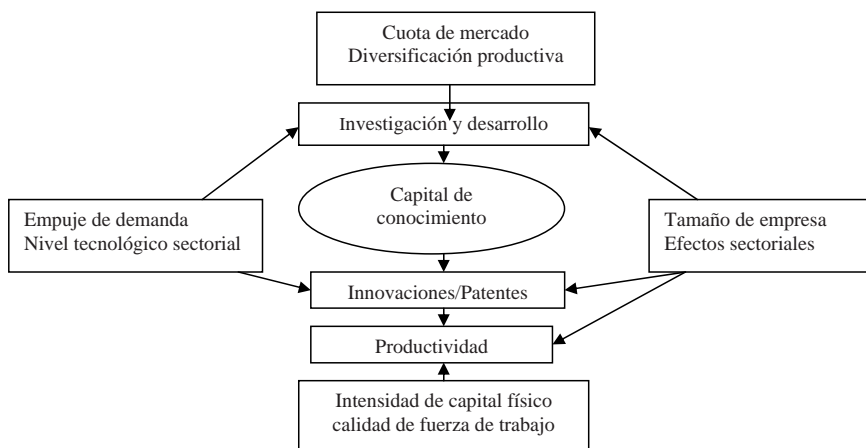 Cuota de mercado
Diversificación productiva
Investigación y desarrollo
Capital de
conocimiento
Empuje de demanda
Nivel tecnológico sectorial
Tamaño de empresa
Efectos sectoriales
Innovaciones/Patentes
Productividad
Intensidad de capital físico
calidad de fuerza de trabajo